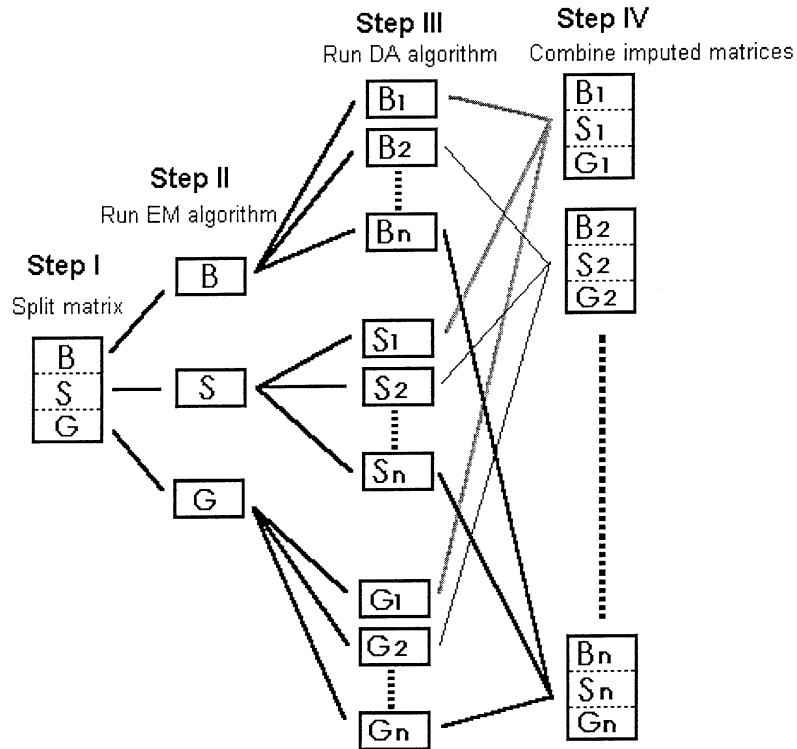 Step I
Split matrix
B
S
G
Step II
Run EM algorithm
B
S
G
Step III
Run DA algorithm
B1
B2
Bn
S1
S2
Sn
G1
G2
Gn
Step IV
Combine imputed matrices
B1
S1
G1
B2
S2
G2
Bn
Sn
Gn